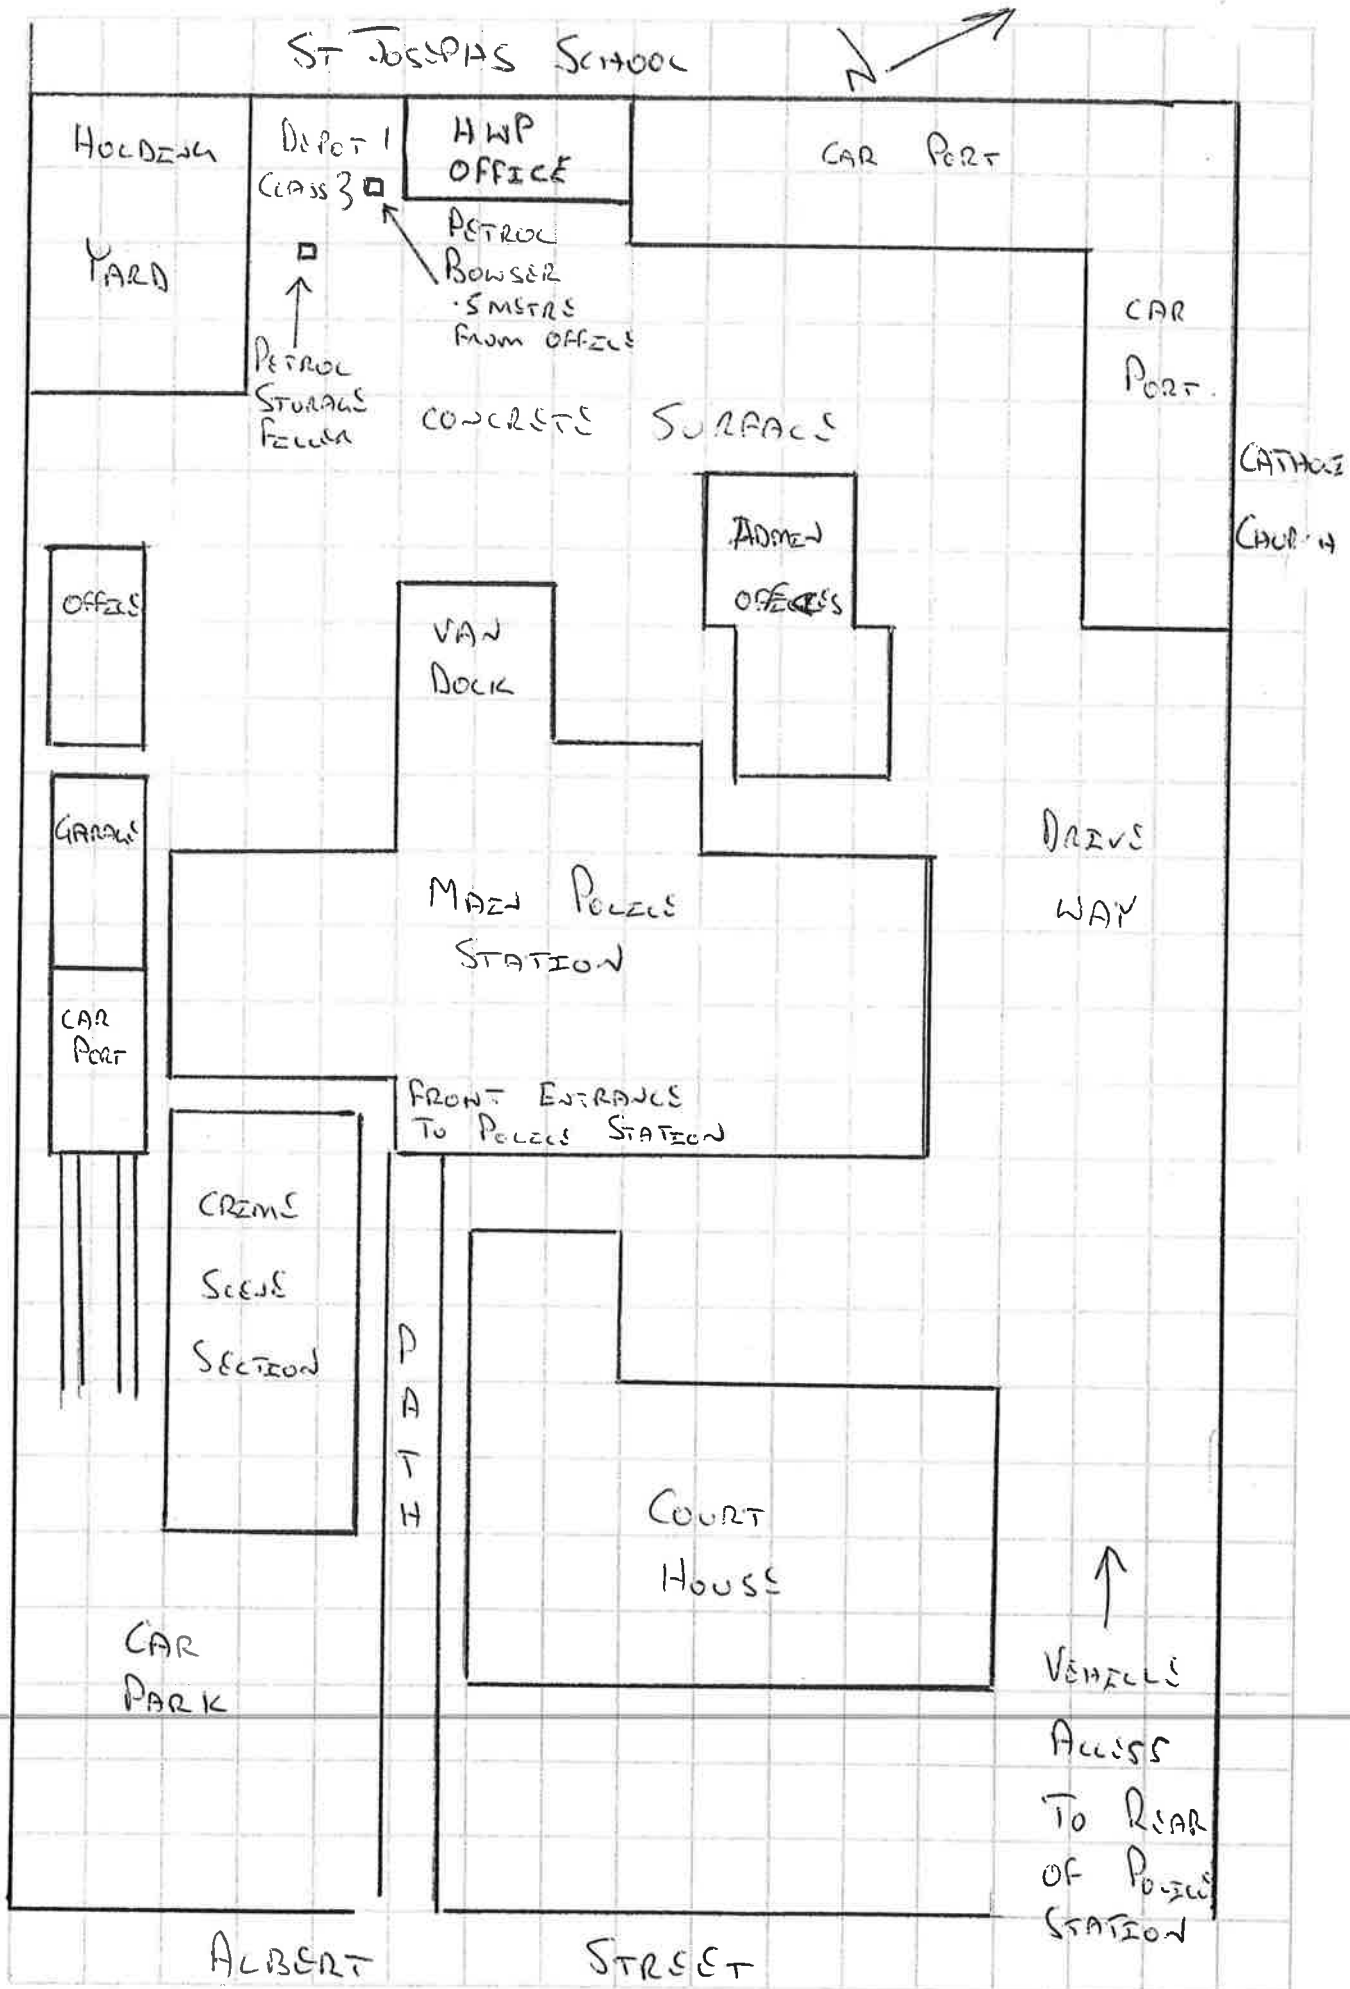 ST JOSEPHS SCHOOL
N
HOLDING
YARD
DEPOT 1
CLASS 3
HWP
OFFICE
CAR PORT
PETROL
BOWSER
.5 METRE
FROM OFFICE
PETROL
STORAGE
FILLER
CAR
PORT.
CONCRETE SURFACE
CATHOLI
CHURCH
ADMIN
OFFICES
OFFICE
VAN
DOCK
GARAGE
DRIVE
WAY
MAIN POLICE
STATION
CAR
PORT
FRONT ENTRANCE
TO POLICE STATION
CRIME
SCENE
SECTION
PATH
COURT
HOUSE
CAR
PARK
VEHICLE
ACCESS
TO REAR
OF POLICE
STATION
ALBERT STREET